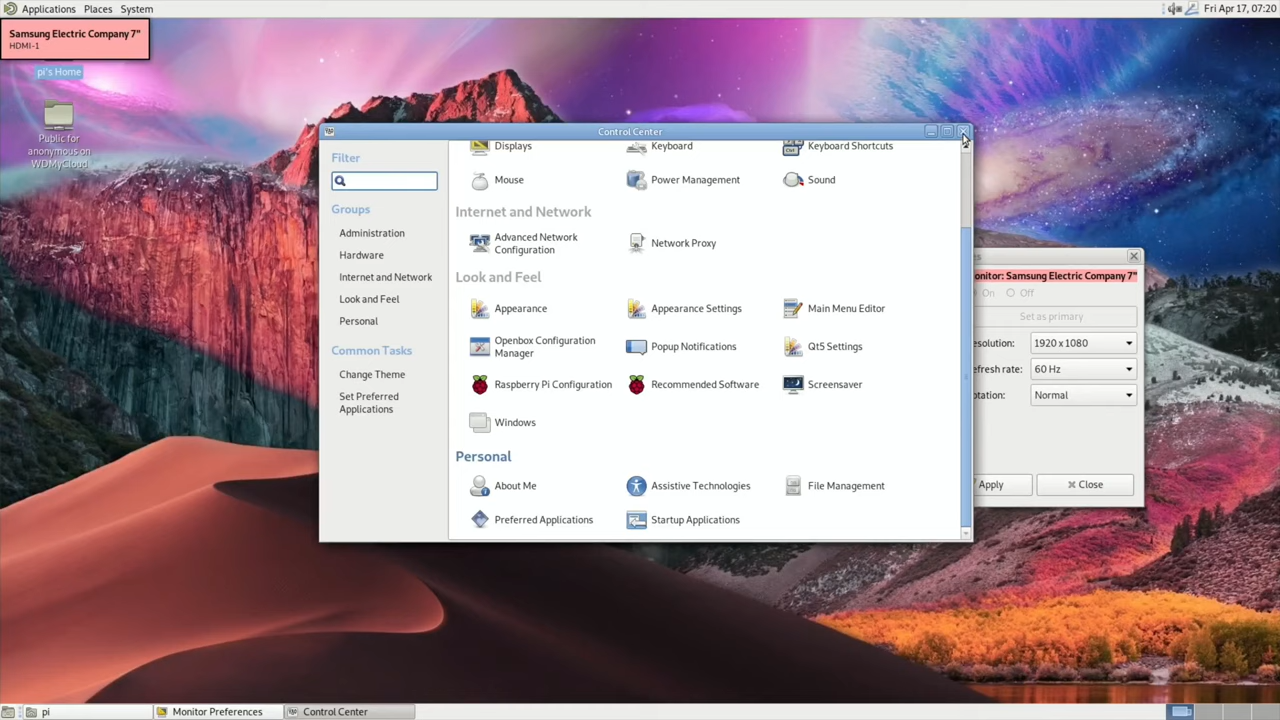 Applications Places System
Fri Apr 17, 07:20
Samsung Electric Company 7"
HDMI-1
pi's Home
Public for
anonymous on
WDMyCloud
Control Center
Filter
Groups
Administration
Hardware
Internet and Network
Look and Feel
Personal
Common Tasks
Change Theme
Set Preferred
Applications
Displays
Keyboard
Keyboard Shortcuts
Mouse
Power Management
Sound
Internet and Network
Advanced Network
Configuration
Network Proxy
Look and Feel
Appearance
Appearance Settings
Main Menu Editor
Openbox Configuration
Manager
Popup Notifications
Qt5 Settings
Raspberry Pi Configuration
Recommended Software
Screensaver
Windows
Personal
About Me
Assistive Technologies
File Management
Preferred Applications
Startup Applications
es
onitor: Samsung Electric Company 7"
On Off
Set as primary
esolution: 1920 x 1080
efresh rate: 60 Hz
otation: Normal
Apply
Close
pi
Monitor Preferences
Control Center